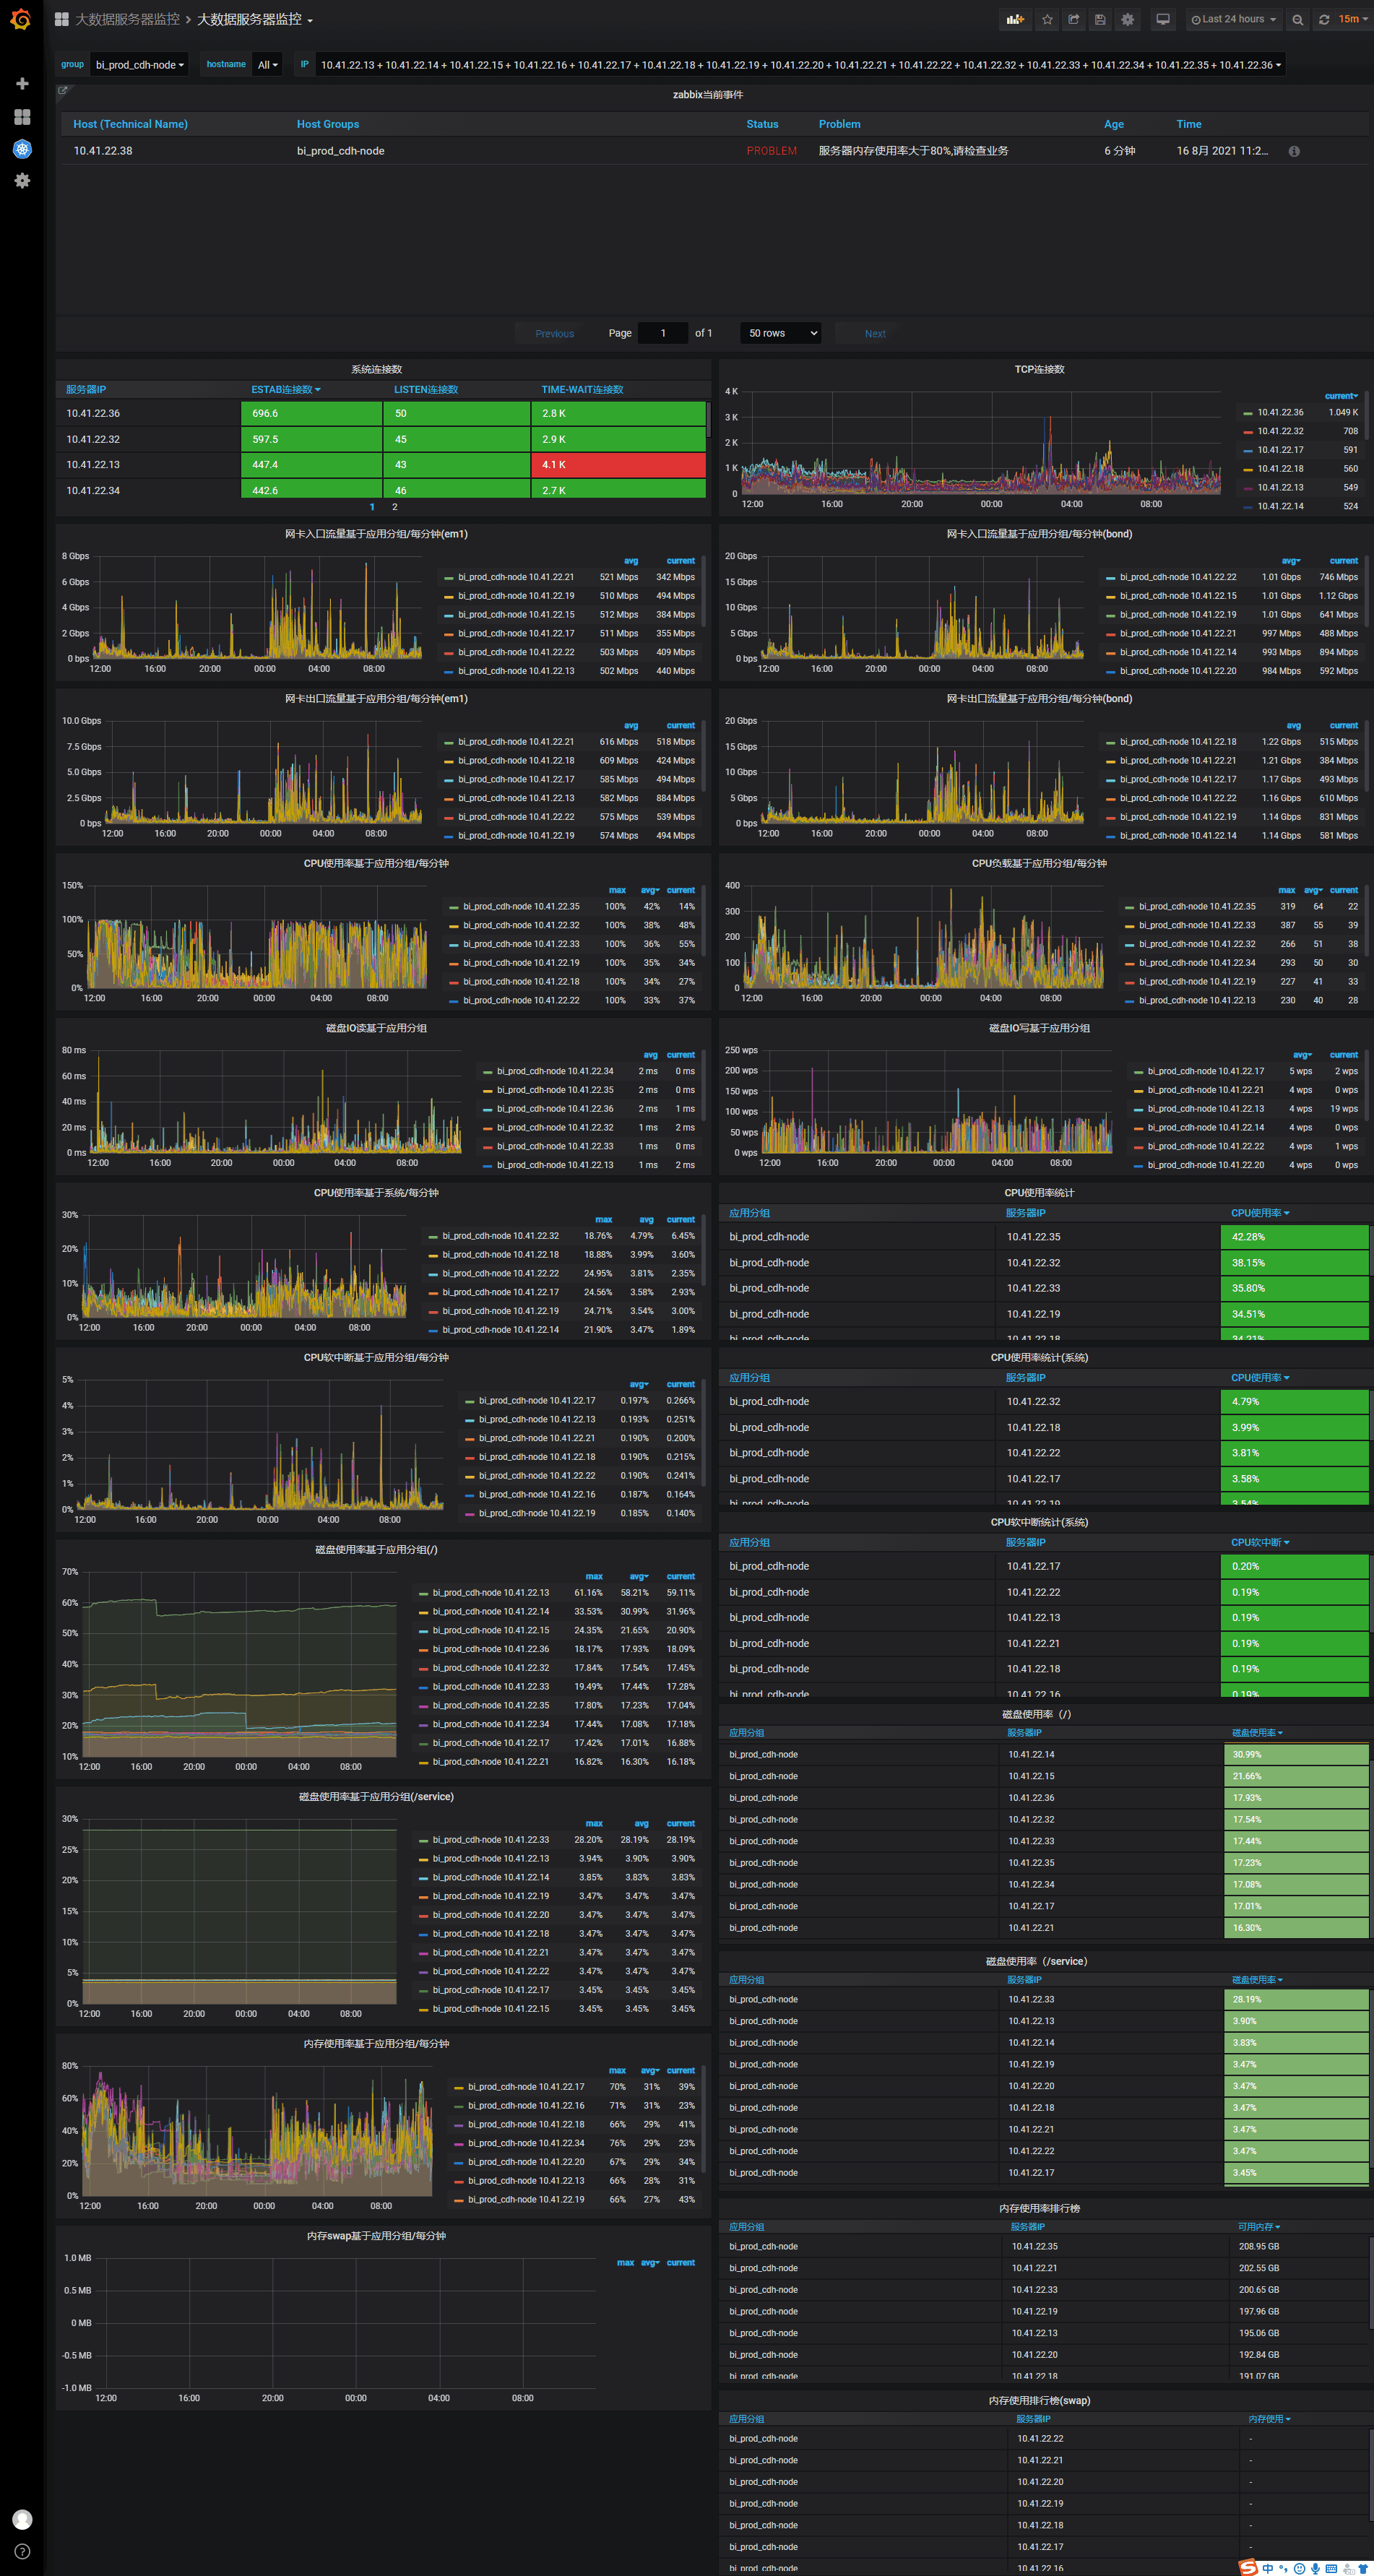 大数据服务器监控 › 大数据服务器监控
Last 24 hours 15m
group bi_prod_cdh-node hostname All IP 10.41.22.13 + 10.41.22.14 + 10.41.22.15 + 10.41.22.16 + 10.41.22.17 + 10.41.22.18 + 10.41.22.19 + 10.41.22.20 + 10.41.22.21 + 10.41.22.22 + 10.41.22.32 + 10.41.22.33 + 10.41.22.34 + 10.41.22.35 + 10.41.22.36
zabbix当前事件
Host (Technical Name) Host Groups Status Problem Age Time
10.41.22.38 bi_prod_cdh-node PROBLEM 服务器内存使用率大于80%,请检查业务 6 分钟 16 8月 2021 11:2...
Previous Page 1 of 1 50 rows Next
系统连接数
服务器IP ESTAB连接数 LISTEN连接数 TIME-WAIT连接数
10.41.22.36 696.6 50 2.8 K
10.41.22.32 597.5 45 2.9 K
10.41.22.13 447.4 43 4.1 K
10.41.22.34 442.6 46 2.7 K
1 2
TCP连接数
4 K
3 K
2 K
1 K
0
12:00 16:00 20:00 00:00 04:00 08:00
current
10.41.22.36 1.049 K
10.41.22.32 708
10.41.22.17 591
10.41.22.18 560
10.41.22.13 549
10.41.22.14 524
网卡入口流量基于应用分组/每分钟(em1)
8 Gbps
6 Gbps
4 Gbps
2 Gbps
0 bps
12:00 16:00 20:00 00:00 04:00 08:00
avg current
bi_prod_cdh-node 10.41.22.21 521 Mbps 342 Mbps
bi_prod_cdh-node 10.41.22.19 510 Mbps 494 Mbps
bi_prod_cdh-node 10.41.22.15 512 Mbps 384 Mbps
bi_prod_cdh-node 10.41.22.17 511 Mbps 355 Mbps
bi_prod_cdh-node 10.41.22.22 503 Mbps 409 Mbps
bi_prod_cdh-node 10.41.22.13 502 Mbps 440 Mbps
网卡入口流量基于应用分组/每分钟(bond)
20 Gbps
15 Gbps
10 Gbps
5 Gbps
0 bps
12:00 16:00 20:00 00:00 04:00 08:00
avg current
bi_prod_cdh-node 10.41.22.22 1.01 Gbps 746 Mbps
bi_prod_cdh-node 10.41.22.15 1.01 Gbps 1.12 Gbps
bi_prod_cdh-node 10.41.22.19 1.01 Gbps 641 Mbps
bi_prod_cdh-node 10.41.22.21 997 Mbps 488 Mbps
bi_prod_cdh-node 10.41.22.14 993 Mbps 894 Mbps
bi_prod_cdh-node 10.41.22.20 984 Mbps 592 Mbps
网卡出口流量基于应用分组/每分钟(em1)
10.0 Gbps
7.5 Gbps
5.0 Gbps
2.5 Gbps
0 bps
12:00 16:00 20:00 00:00 04:00 08:00
avg current
bi_prod_cdh-node 10.41.22.21 616 Mbps 518 Mbps
bi_prod_cdh-node 10.41.22.18 609 Mbps 424 Mbps
bi_prod_cdh-node 10.41.22.17 585 Mbps 494 Mbps
bi_prod_cdh-node 10.41.22.13 582 Mbps 884 Mbps
bi_prod_cdh-node 10.41.22.22 575 Mbps 539 Mbps
bi_prod_cdh-node 10.41.22.19 574 Mbps 494 Mbps
网卡出口流量基于应用分组/每分钟(bond)
20 Gbps
15 Gbps
10 Gbps
5 Gbps
0 bps
12:00 16:00 20:00 00:00 04:00 08:00
avg current
bi_prod_cdh-node 10.41.22.18 1.22 Gbps 515 Mbps
bi_prod_cdh-node 10.41.22.21 1.21 Gbps 384 Mbps
bi_prod_cdh-node 10.41.22.17 1.17 Gbps 493 Mbps
bi_prod_cdh-node 10.41.22.22 1.16 Gbps 610 Mbps
bi_prod_cdh-node 10.41.22.19 1.14 Gbps 831 Mbps
bi_prod_cdh-node 10.41.22.14 1.14 Gbps 581 Mbps
CPU使用率基于应用分组/每分钟
150%
100%
50%
0%
12:00 16:00 20:00 00:00 04:00 08:00
max avg current
bi_prod_cdh-node 10.41.22.35 100% 42% 14%
bi_prod_cdh-node 10.41.22.32 100% 38% 48%
bi_prod_cdh-node 10.41.22.33 100% 36% 55%
bi_prod_cdh-node 10.41.22.19 100% 35% 34%
bi_prod_cdh-node 10.41.22.18 100% 34% 27%
bi_prod_cdh-node 10.41.22.22 100% 33% 37%
CPU负载基于应用分组/每分钟
400
300
200
100
0
12:00 16:00 20:00 00:00 04:00 08:00
max avg current
bi_prod_cdh-node 10.41.22.35 319 64 22
bi_prod_cdh-node 10.41.22.33 387 55 39
bi_prod_cdh-node 10.41.22.32 266 51 38
bi_prod_cdh-node 10.41.22.34 293 50 30
bi_prod_cdh-node 10.41.22.19 227 41 33
bi_prod_cdh-node 10.41.22.13 230 40 28
磁盘IO读基于应用分组
80 ms
60 ms
40 ms
20 ms
0 ms
12:00 16:00 20:00 00:00 04:00 08:00
avg current
bi_prod_cdh-node 10.41.22.34 2 ms 0 ms
bi_prod_cdh-node 10.41.22.35 2 ms 0 ms
bi_prod_cdh-node 10.41.22.36 2 ms 1 ms
bi_prod_cdh-node 10.41.22.32 1 ms 2 ms
bi_prod_cdh-node 10.41.22.33 1 ms 0 ms
bi_prod_cdh-node 10.41.22.13 1 ms 2 ms
磁盘IO写基于应用分组
250 wps
200 wps
150 wps
100 wps
50 wps
0 wps
12:00 16:00 20:00 00:00 04:00 08:00
avg current
bi_prod_cdh-node 10.41.22.17 5 wps 2 wps
bi_prod_cdh-node 10.41.22.21 4 wps 0 wps
bi_prod_cdh-node 10.41.22.13 4 wps 19 wps
bi_prod_cdh-node 10.41.22.14 4 wps 0 wps
bi_prod_cdh-node 10.41.22.22 4 wps 1 wps
bi_prod_cdh-node 10.41.22.20 4 wps 0 wps
CPU使用率基于系统/每分钟
30%
20%
10%
0%
12:00 16:00 20:00 00:00 04:00 08:00
max avg current
bi_prod_cdh-node 10.41.22.32 18.76% 4.79% 6.45%
bi_prod_cdh-node 10.41.22.18 18.88% 3.99% 3.60%
bi_prod_cdh-node 10.41.22.22 24.95% 3.81% 2.35%
bi_prod_cdh-node 10.41.22.17 24.56% 3.58% 2.93%
bi_prod_cdh-node 10.41.22.19 24.71% 3.54% 3.00%
bi_prod_cdh-node 10.41.22.14 21.90% 3.47% 1.89%
CPU使用率统计
应用分组 服务器IP CPU使用率
bi_prod_cdh-node 10.41.22.35 42.28%
bi_prod_cdh-node 10.41.22.32 38.15%
bi_prod_cdh-node 10.41.22.33 35.80%
bi_prod_cdh-node 10.41.22.19 34.51%
bi_prod_cdh-node 10.41.22.18 34.21%
CPU软中断基于应用分组/每分钟
5%
4%
3%
2%
1%
0%
12:00 16:00 20:00 00:00 04:00 08:00
avg current
bi_prod_cdh-node 10.41.22.17 0.197% 0.266%
bi_prod_cdh-node 10.41.22.13 0.193% 0.251%
bi_prod_cdh-node 10.41.22.21 0.190% 0.200%
bi_prod_cdh-node 10.41.22.18 0.190% 0.215%
bi_prod_cdh-node 10.41.22.22 0.190% 0.241%
bi_prod_cdh-node 10.41.22.16 0.187% 0.164%
bi_prod_cdh-node 10.41.22.19 0.185% 0.140%
CPU使用率统计(系统)
应用分组 服务器IP CPU使用率
bi_prod_cdh-node 10.41.22.32 4.79%
bi_prod_cdh-node 10.41.22.18 3.99%
bi_prod_cdh-node 10.41.22.22 3.81%
bi_prod_cdh-node 10.41.22.17 3.58%
bi_prod_cdh-node 10.41.22.19 3.54%
CPU软中断统计(系统)
应用分组 服务器IP CPU软中断
bi_prod_cdh-node 10.41.22.17 0.20%
bi_prod_cdh-node 10.41.22.22 0.19%
bi_prod_cdh-node 10.41.22.13 0.19%
bi_prod_cdh-node 10.41.22.21 0.19%
bi_prod_cdh-node 10.41.22.18 0.19%
bi_prod_cdh-node 10.41.22.16 0.19%
磁盘使用率基于应用分组(/)
70%
60%
50%
40%
30%
20%
10%
12:00 16:00 20:00 00:00 04:00 08:00
max avg current
bi_prod_cdh-node 10.41.22.13 61.16% 58.21% 59.11%
bi_prod_cdh-node 10.41.22.14 33.53% 30.99% 31.96%
bi_prod_cdh-node 10.41.22.15 24.35% 21.65% 20.90%
bi_prod_cdh-node 10.41.22.36 18.17% 17.93% 18.09%
bi_prod_cdh-node 10.41.22.32 17.84% 17.54% 17.45%
bi_prod_cdh-node 10.41.22.33 19.49% 17.44% 17.28%
bi_prod_cdh-node 10.41.22.35 17.80% 17.23% 17.04%
bi_prod_cdh-node 10.41.22.34 17.44% 17.08% 17.18%
bi_prod_cdh-node 10.41.22.17 17.42% 17.01% 16.88%
bi_prod_cdh-node 10.41.22.21 16.82% 16.30% 16.18%
磁盘使用率（/）
应用分组 服务器IP 磁盘使用率
bi_prod_cdh-node 10.41.22.14 30.99%
bi_prod_cdh-node 10.41.22.15 21.66%
bi_prod_cdh-node 10.41.22.36 17.93%
bi_prod_cdh-node 10.41.22.32 17.54%
bi_prod_cdh-node 10.41.22.33 17.44%
bi_prod_cdh-node 10.41.22.35 17.23%
bi_prod_cdh-node 10.41.22.34 17.08%
bi_prod_cdh-node 10.41.22.17 17.01%
bi_prod_cdh-node 10.41.22.21 16.30%
磁盘使用率基于应用分组(/service)
30%
25%
20%
15%
10%
5%
0%
12:00 16:00 20:00 00:00 04:00 08:00
max avg current
bi_prod_cdh-node 10.41.22.33 28.20% 28.19% 28.19%
bi_prod_cdh-node 10.41.22.13 3.94% 3.90% 3.90%
bi_prod_cdh-node 10.41.22.14 3.85% 3.83% 3.83%
bi_prod_cdh-node 10.41.22.19 3.47% 3.47% 3.47%
bi_prod_cdh-node 10.41.22.20 3.47% 3.47% 3.47%
bi_prod_cdh-node 10.41.22.18 3.47% 3.47% 3.47%
bi_prod_cdh-node 10.41.22.21 3.47% 3.47% 3.47%
bi_prod_cdh-node 10.41.22.22 3.47% 3.47% 3.47%
bi_prod_cdh-node 10.41.22.17 3.45% 3.45% 3.45%
bi_prod_cdh-node 10.41.22.15 3.45% 3.45% 3.45%
磁盘使用率（/service）
应用分组 服务器IP 磁盘使用率
bi_prod_cdh-node 10.41.22.33 28.19%
bi_prod_cdh-node 10.41.22.13 3.90%
bi_prod_cdh-node 10.41.22.14 3.83%
bi_prod_cdh-node 10.41.22.19 3.47%
bi_prod_cdh-node 10.41.22.20 3.47%
bi_prod_cdh-node 10.41.22.18 3.47%
bi_prod_cdh-node 10.41.22.21 3.47%
bi_prod_cdh-node 10.41.22.22 3.47%
bi_prod_cdh-node 10.41.22.17 3.45%
内存使用率基于应用分组/每分钟
80%
60%
40%
20%
0%
12:00 16:00 20:00 00:00 04:00 08:00
max avg current
bi_prod_cdh-node 10.41.22.17 70% 31% 39%
bi_prod_cdh-node 10.41.22.16 71% 31% 23%
bi_prod_cdh-node 10.41.22.18 66% 29% 41%
bi_prod_cdh-node 10.41.22.34 76% 29% 23%
bi_prod_cdh-node 10.41.22.20 67% 29% 34%
bi_prod_cdh-node 10.41.22.13 66% 28% 31%
bi_prod_cdh-node 10.41.22.19 66% 27% 43%
内存使用率排行榜
应用分组 服务器IP 可用内存
bi_prod_cdh-node 10.41.22.35 208.95 GB
bi_prod_cdh-node 10.41.22.21 202.55 GB
bi_prod_cdh-node 10.41.22.33 200.65 GB
bi_prod_cdh-node 10.41.22.19 197.96 GB
bi_prod_cdh-node 10.41.22.13 195.06 GB
bi_prod_cdh-node 10.41.22.20 192.84 GB
bi_prod_cdh-node 10.41.22.18 191.07 GB
内存swap基于应用分组/每分钟
1.0 MB
0.5 MB
0 MB
-0.5 MB
-1.0 MB
12:00 16:00 20:00 00:00 04:00 08:00
max avg current
内存使用排行榜(swap)
应用分组 服务器IP 内存使用
bi_prod_cdh-node 10.41.22.22 -
bi_prod_cdh-node 10.41.22.21 -
bi_prod_cdh-node 10.41.22.20 -
bi_prod_cdh-node 10.41.22.19 -
bi_prod_cdh-node 10.41.22.18 -
bi_prod_cdh-node 10.41.22.17 -
bi_prod_cdh-node 10.41.22.16
S 中